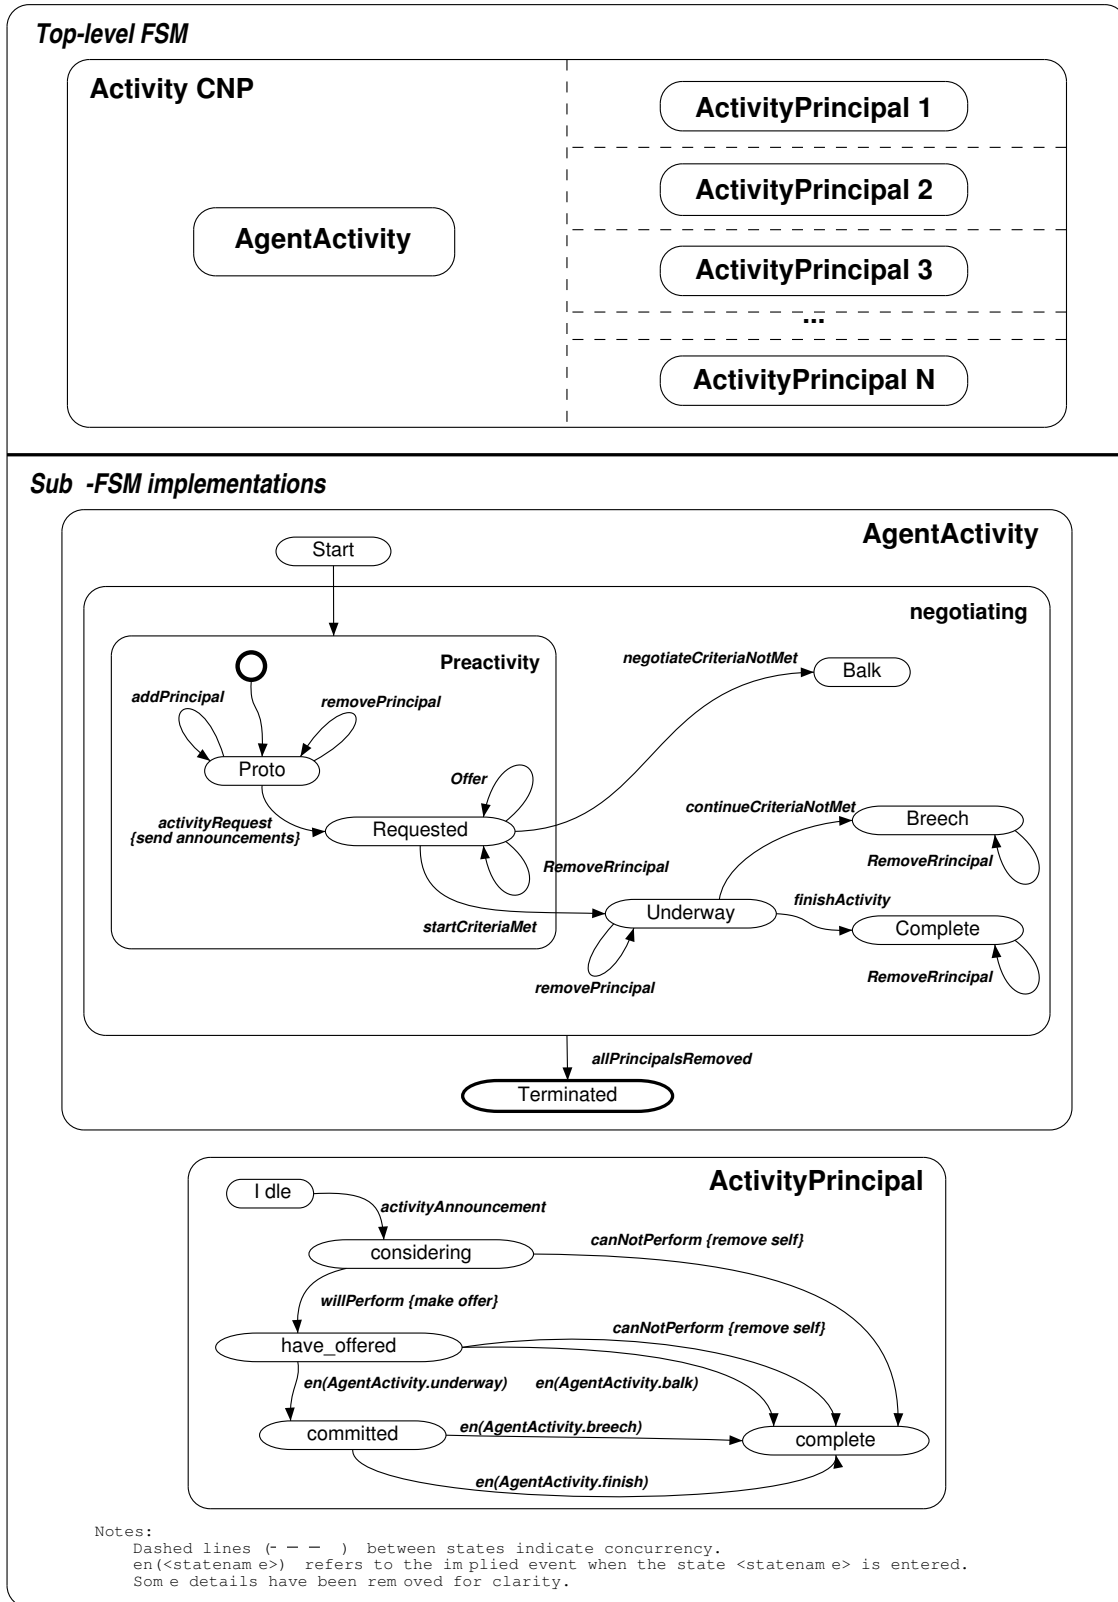 Top-level FSM
Activity CNP
AgentActivity
ActivityPrincipal 1
ActivityPrincipal 2
ActivityPrincipal 3
...
ActivityPrincipal N
Sub -FSM implementations
AgentActivity
Start
negotiating
Preactivity
negotiateCriteriaNotMet
Balk
addPrincipal
removePrincipal
Proto
Offer
activityRequest
{send announcements}
Requested
continueCriteriaNotMet
Breech
RemoveRrincipal
RemoveRrincipal
finishActivity
Underway
startCriteriaMet
Complete
RemoveRrincipal
removePrincipal
allPrincipalsRemoved
Terminated
ActivityPrincipal
I dle
activityAnnouncement
considering
canNotPerform {remove self}
willPerform {make offer}
canNotPerform {remove self}
have_offered
en(AgentActivity.underway)
en(AgentActivity.balk)
committed
en(AgentActivity.breech)
complete
en(AgentActivity.finish)
Notes:
Dashed lines (- — — ) between states indicate concurrency.
en(<statenam e>) refers to the im plied event when the state <statenam e> is entered.
Som e details have been rem oved for clarity.